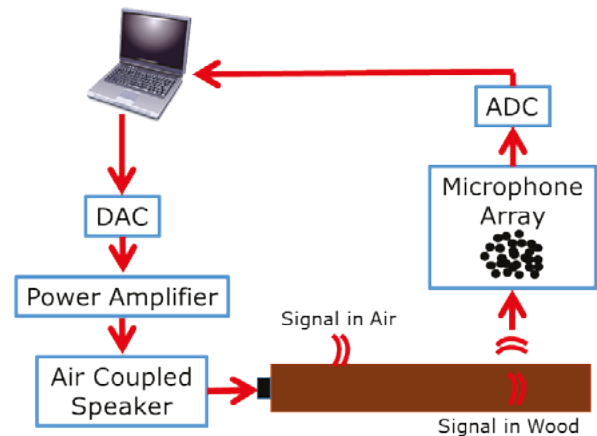 ADC
Microphone
Array
DAC
Power Amplifier
Signal in Air
Air Coupled
Speaker
Signal in Wood